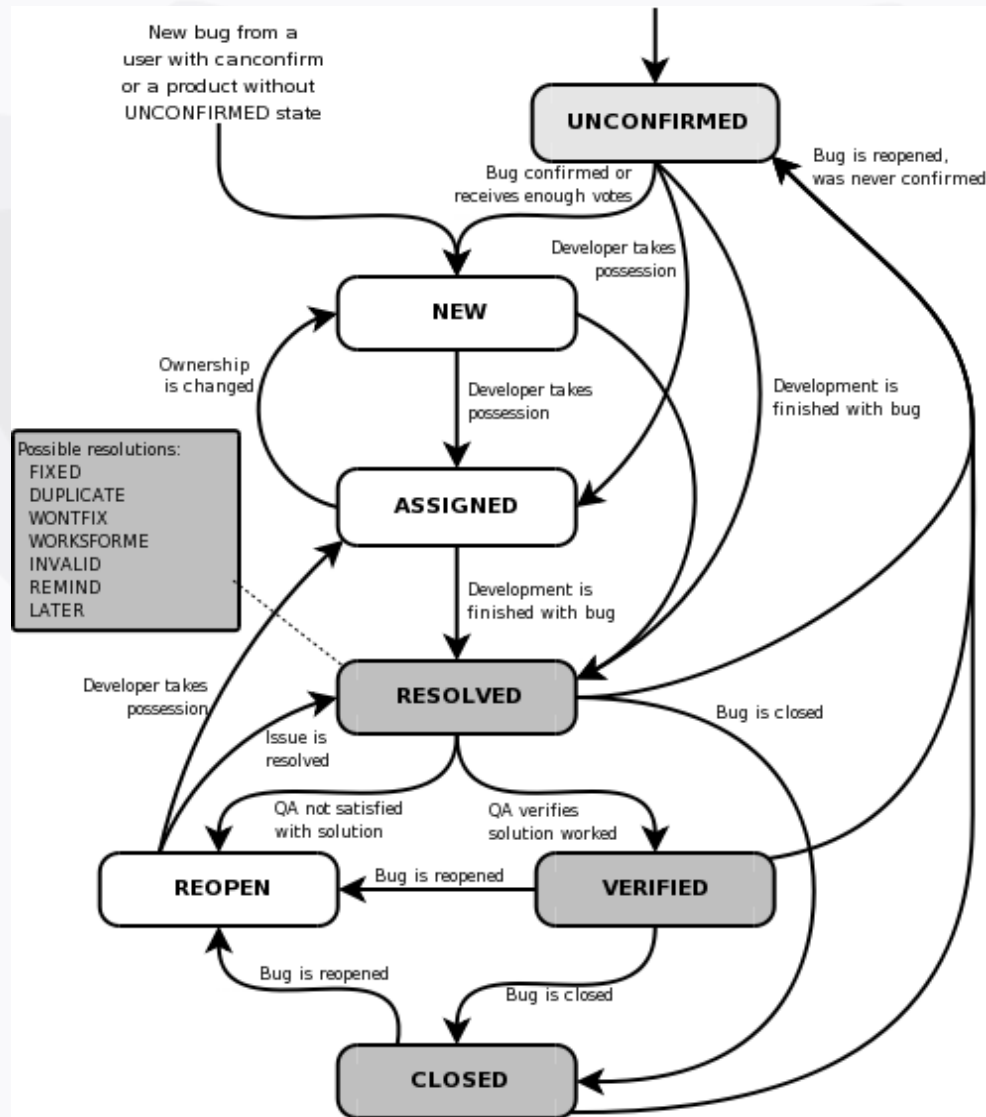 New bug from a
user with canconfirm
or a product without
UNCONFIRMED state
UNCONFIRMED
Bug is reopened,
was never confirmed
Bug confirmed or
receives enough votes
Developer takes
possession
NEW
Ownership
is changed
Developer takes
possession
Development is
finished with bug
Possible resolutions:
FIXED
DUPLICATE
WONTFIX
WORKSFORME
INVALID
REMIND
LATER
ASSIGNED
Development is
finished with bug
RESOLVED
Developer takes
possession
Issue is
resolved
Bug is closed
QA not satisfied
with solution
QA verifies
solution worked
REOPEN
Bug is reopened
VERIFIED
Bug is reopened
Bug is closed
CLOSED